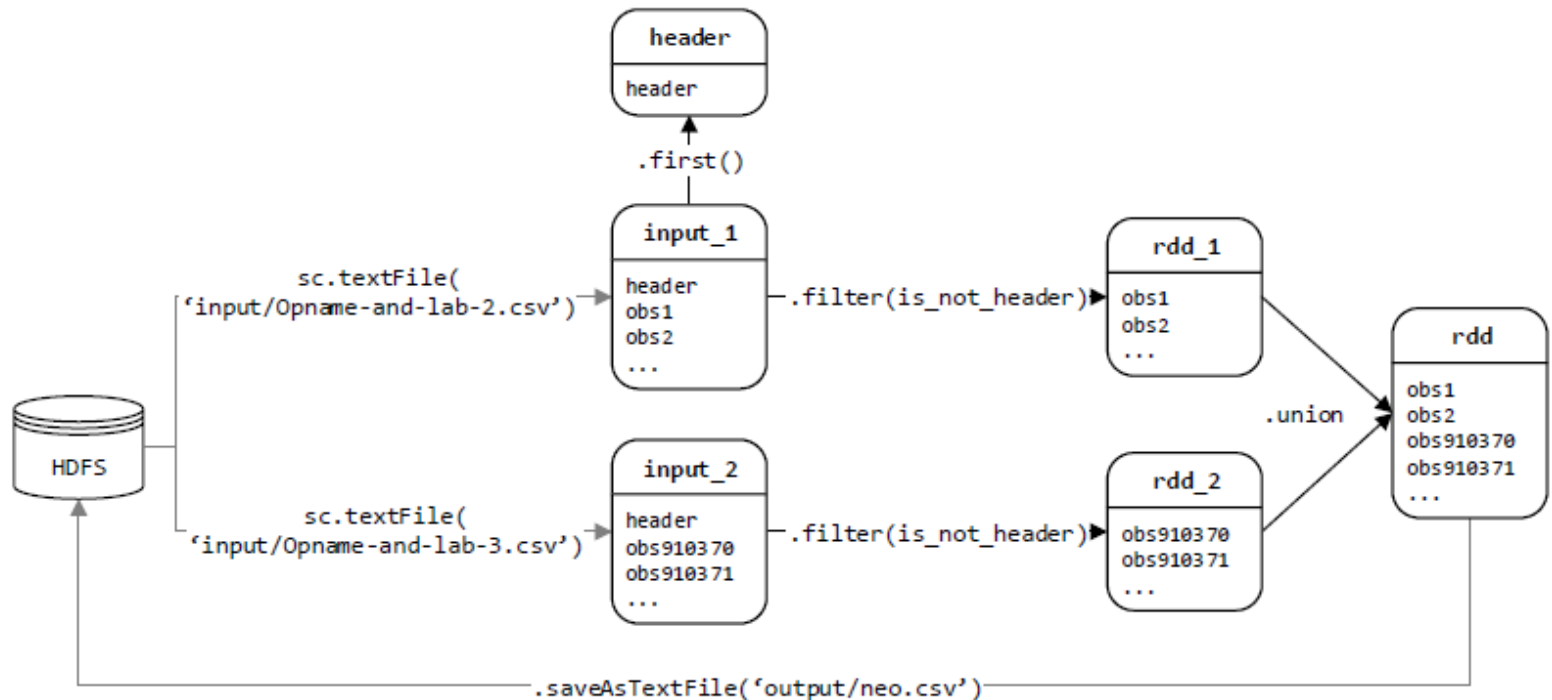 header
header
.first()
input_1
header
obs1
obs2
...
sc.textFile(
‘input/Opname-and-lab-2.csv’)
.filter(is_not_header)
rdd_1
obs1
obs2
...
rdd
obs1
obs2
obs910370
obs910371
...
.union
HDFS
sc.textFile(
‘input/Opname-and-lab-3.csv’)
input_2
header
obs910370
obs910371
...
.filter(is_not_header)
rdd_2
obs910370
obs910371
...
.saveAsTextFile(‘output/neo.csv’)